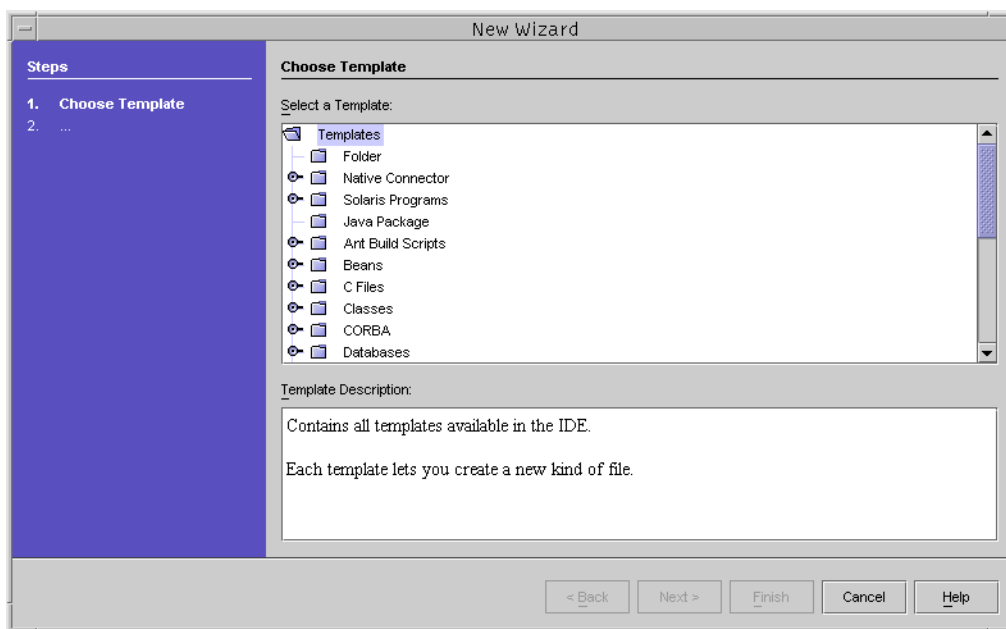 New Wizard
Steps
1. Choose Template
2. ...
Choose Template
Select a Template:
Templates
Folder
Native Connector
Solaris Programs
Java Package
Ant Build Scripts
Beans
C Files
Classes
CORBA
Databases
Template Description:
Contains all templates available in the IDE.
Each template lets you create a new kind of file.
< Back Next > Finish Cancel Help